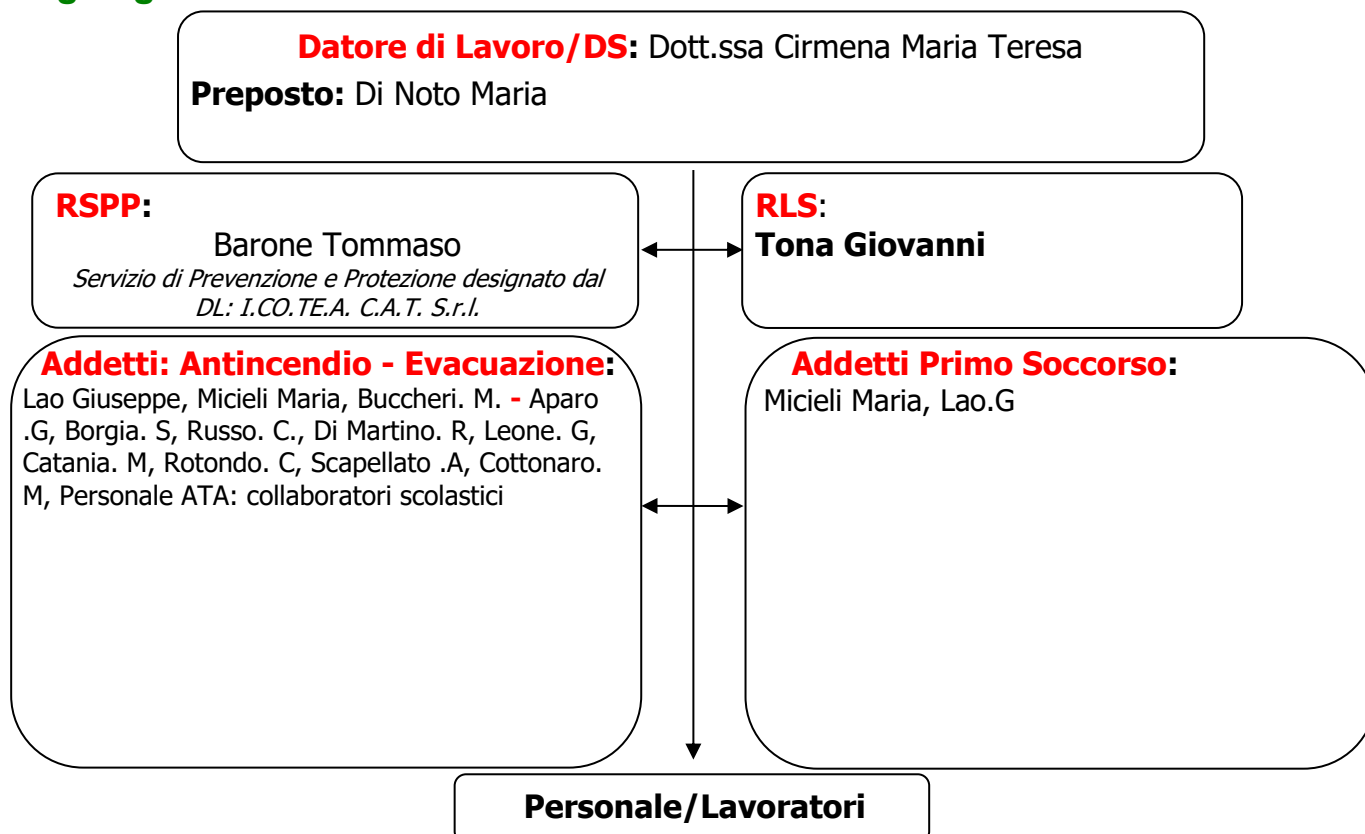 Datore di Lavoro/DS: Dott.ssa Cirmena Maria Teresa
Preposto: Di Noto Maria
RSPP:
Barone Tommaso
Servizio di Prevenzione e Protezione designato dal
DL: I.CO.TE.A. C.A.T. S.r.l.
RLS:
Tona Giovanni
Addetti: Antincendio - Evacuazione:
Lao Giuseppe, Micieli Maria, Buccheri. M. - Aparo
.G, Borgia. S, Russo. C., Di Martino. R, Leone. G,
Catania. M, Rotondo. C, Scapellato .A, Cottonaro.
M, Personale ATA: collaboratori scolastici
Addetti Primo Soccorso:
Micieli Maria, Lao.G
Personale/Lavoratori